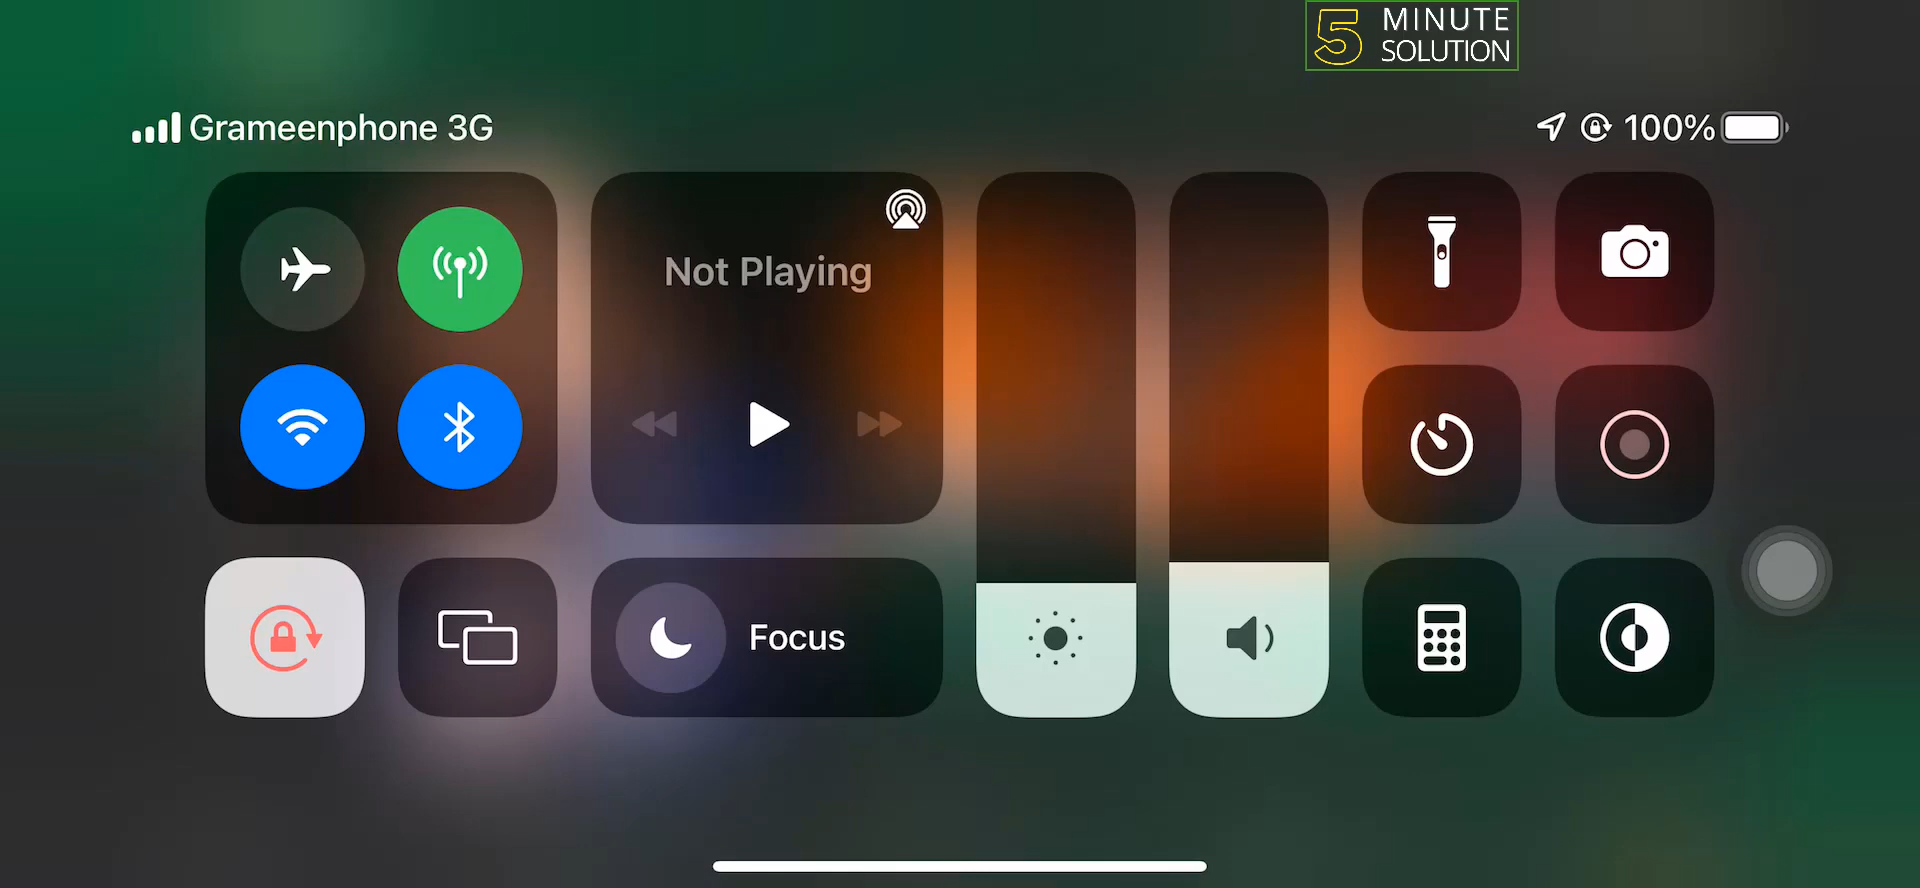 5 MINUTE
SOLUTION
Grameenphone 3G
100%
Not Playing
Focus